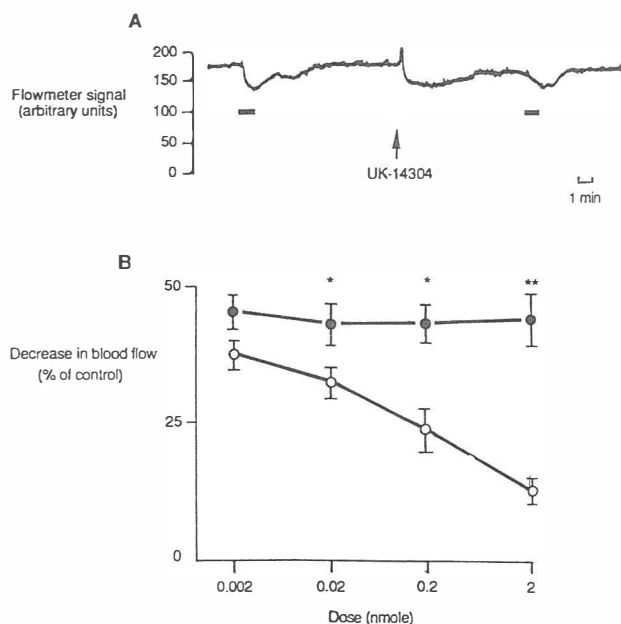 A
200
150
100
50
0
Flowmeter signal
(arbitrary units)
UK-14304
1 min
B
50
25
0
Decrease in blood flow
(% of control)
*
*
**
0.002
0.02
0.2
2
Dose (nmole)